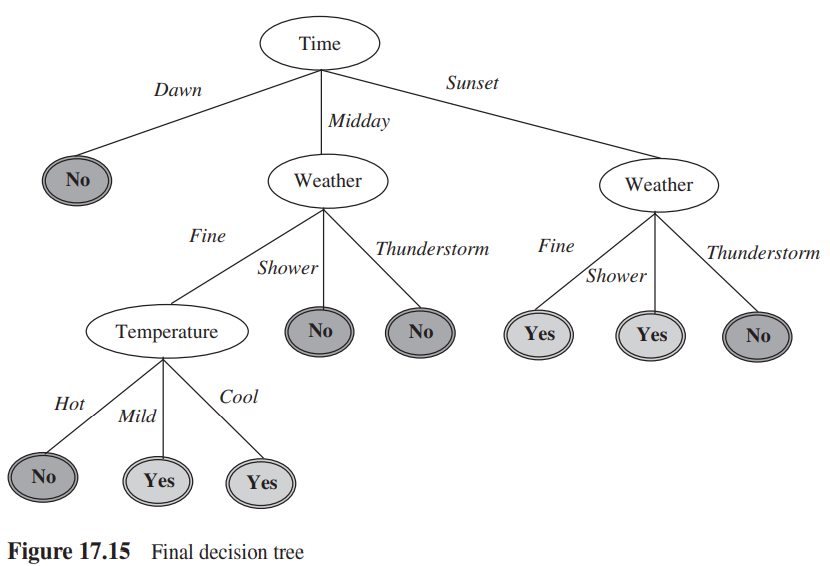 Time
Dawn
Midday
Sunset
No
Weather
Weather
Fine
Shower
Thunderstorm
Fine
Shower
Thunderstorm
Temperature
No
No
Yes
Yes
No
Hot
Mild
Cool
No
Yes
Yes
Figure 17.15 Final decision tree